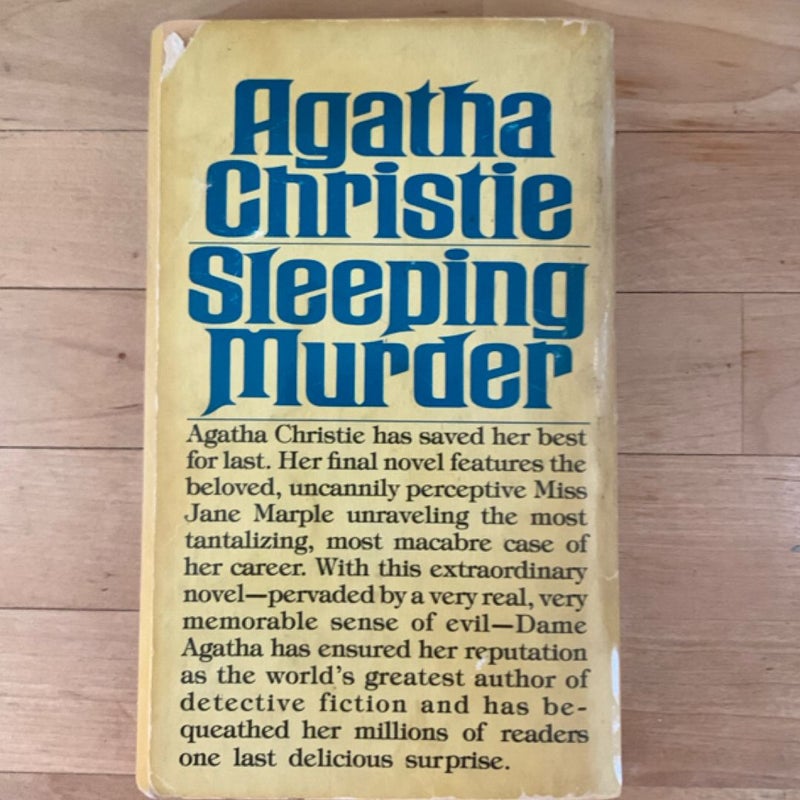 Agatha
Christie
Sleeping
Murder
Agatha Christie has saved her best
for last. Her final novel features the
beloved, uncannily perceptive Miss
Jane Marple unraveling the most
tantalizing, most macabre case of
her career. With this extraordinary
novel—pervaded by a very real, very
memorable sense of evil—Dame
Agatha has ensured her reputation
as the world's greatest author of
detective fiction and has be-
queathed her millions of readers
one last delicious surprise.